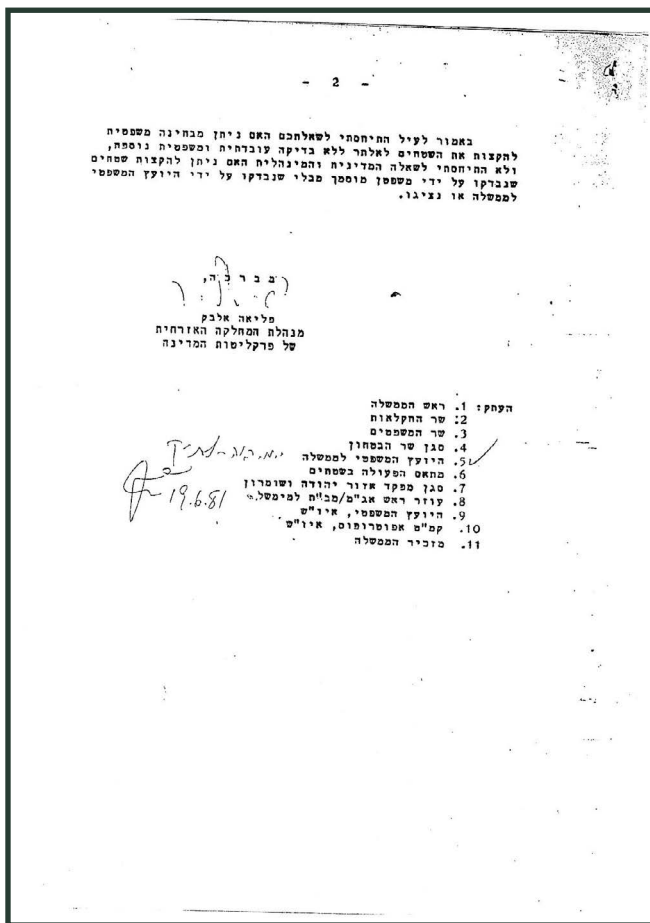 - 2 -
באמור לעיל התיחסתי לשאלתכם האם ניתן מבחינה משפטית
להקצות את השטחים לאלתר ללא בדיקה עובדתית ומשפטית נוספת,
ולא התיחסתי לשאלה המדינית והמינהלית האם ניתן להקצות שטחים
שנבדקו על ידי משפטן מוסמך מבלי שנבדקו על ידי היועץ המשפטי
לממשלה או נציגו.
בברכה,
פליאה אלבק
מנהלת המחלקה האזרחית
של פרקליטות המדינה
העתק: 1. ראש הממשלה
2. שר החקלאות
3. שר המשפטים
4. סגן שר הבטחון
5. היועץ המשפטי לממשלה
6. מתאם הפעולה בשטחים
7. סגן מפקד אזור יהודה ושומרון
8. עוזר ראש אג"מ/מב"ח למימשל
9. היועץ המשפטי, איו"ש
10. קמ"ט אפוטרופוס, איו"ש
11. מזכיר הממשלה
19.6.81